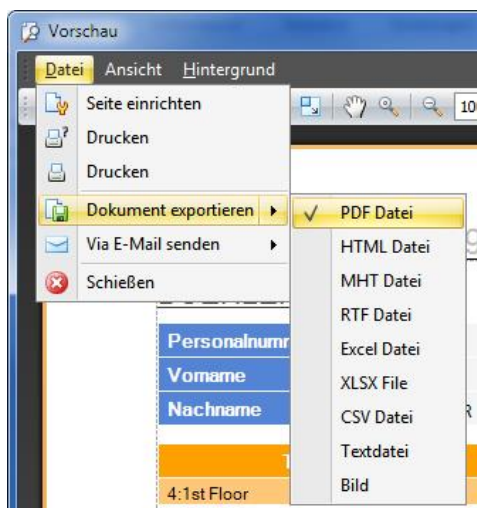 Vorschau
Datei Ansicht Hintergrund
Seite einrichten
Drucken
Drucken
Dokument exportieren
Via E-Mail senden
Schießen
PDF Datei
HTML Datei
MHT Datei
RTF Datei
Excel Datei
XLSX File
CSV Datei
Textdatei
Bild
Vorname
Nachname
4:1st Floor